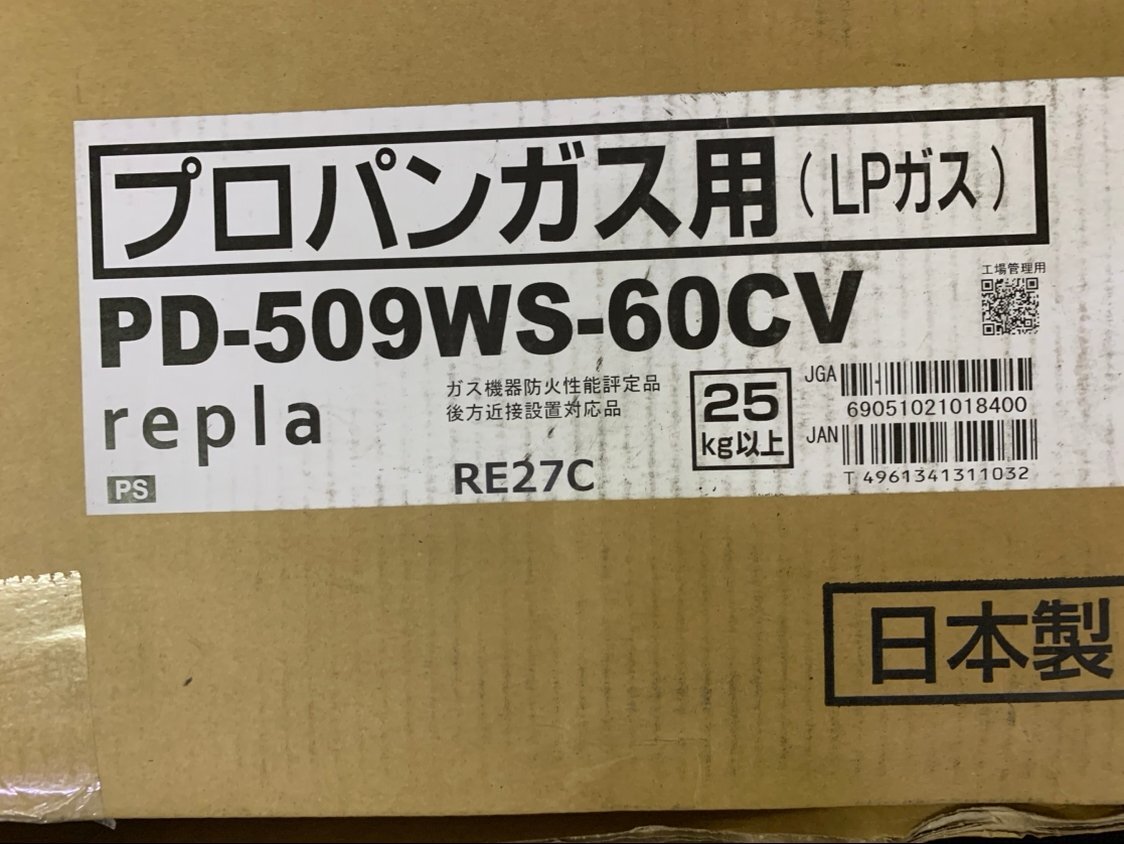 プロパンガス用(LPガス)
PD-509WS-60CV
工場管理用
repla
ガス機器防火性能評定品
後方近接設置対応品
25
kg以上
JGA
69051021018400
JAN
T 4961341311032
PS
RE27C
日本製